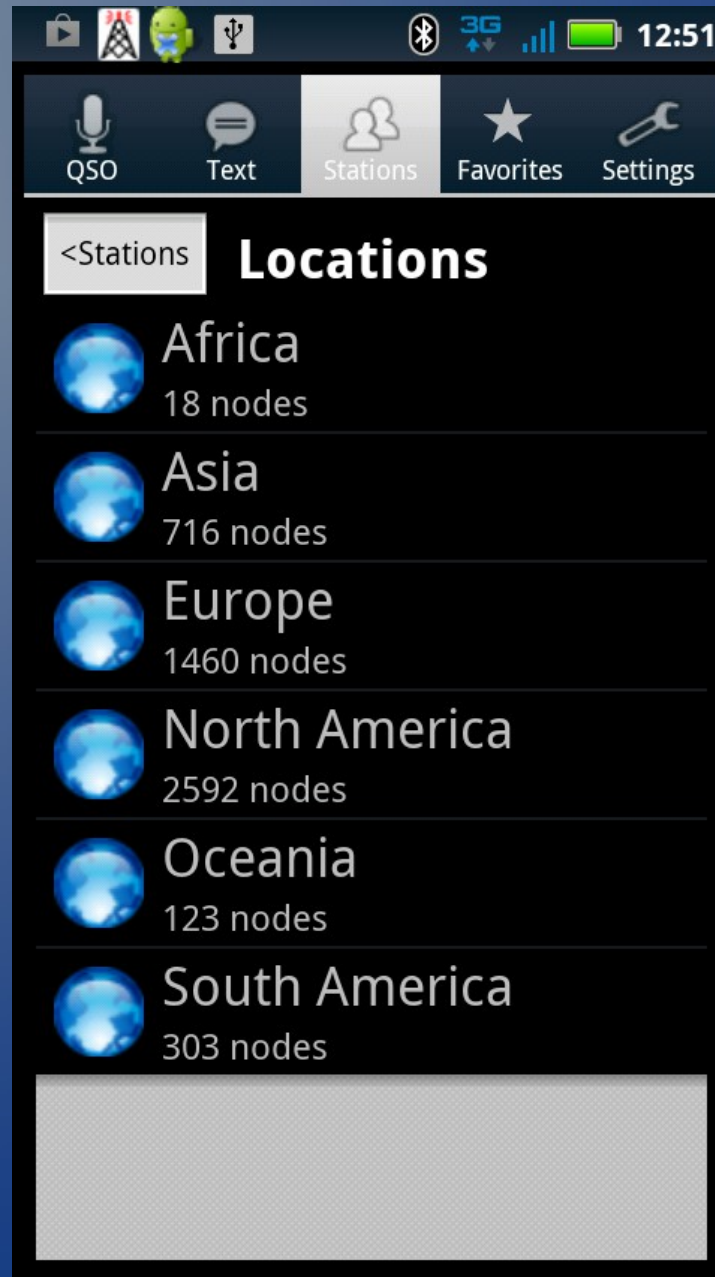 3G 12:51
QSO Text Stations Favorites Settings
<Stations Locations
Africa
18 nodes
Asia
716 nodes
Europe
1460 nodes
North America
2592 nodes
Oceania
123 nodes
South America
303 nodes